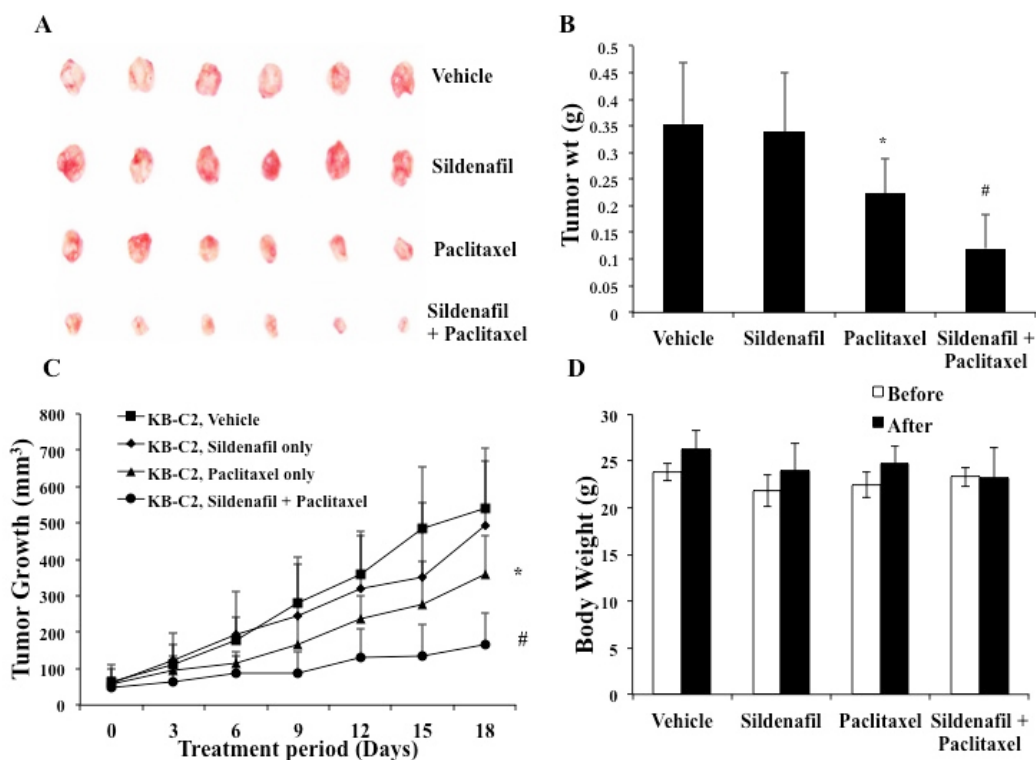 A
Vehicle
Sildenafil
Paclitaxel
Sildenafil
+ Paclitaxel
B
Tumor wt (g)
0.5
0.45
0.4
0.35
0.3
0.25
0.2
0.15
0.1
0.05
0
*
#
Vehicle
Sildenafil
Paclitaxel
Sildenafil +
Paclitaxel
C
Tumor Growth (mm³)
800
700
600
500
400
300
200
100
0
KB-C2, Vehicle
KB-C2, Sildenafil only
KB-C2, Paclitaxel only
KB-C2, Sildenafil + Paclitaxel
*
#
0 3 6 9 12 15 18
Treatment period (Days)
D
Before
After
Body Weight (g)
30
25
20
15
10
5
0
Vehicle
Sildenafil
Paclitaxel
Sildenafil +
Paclitaxel